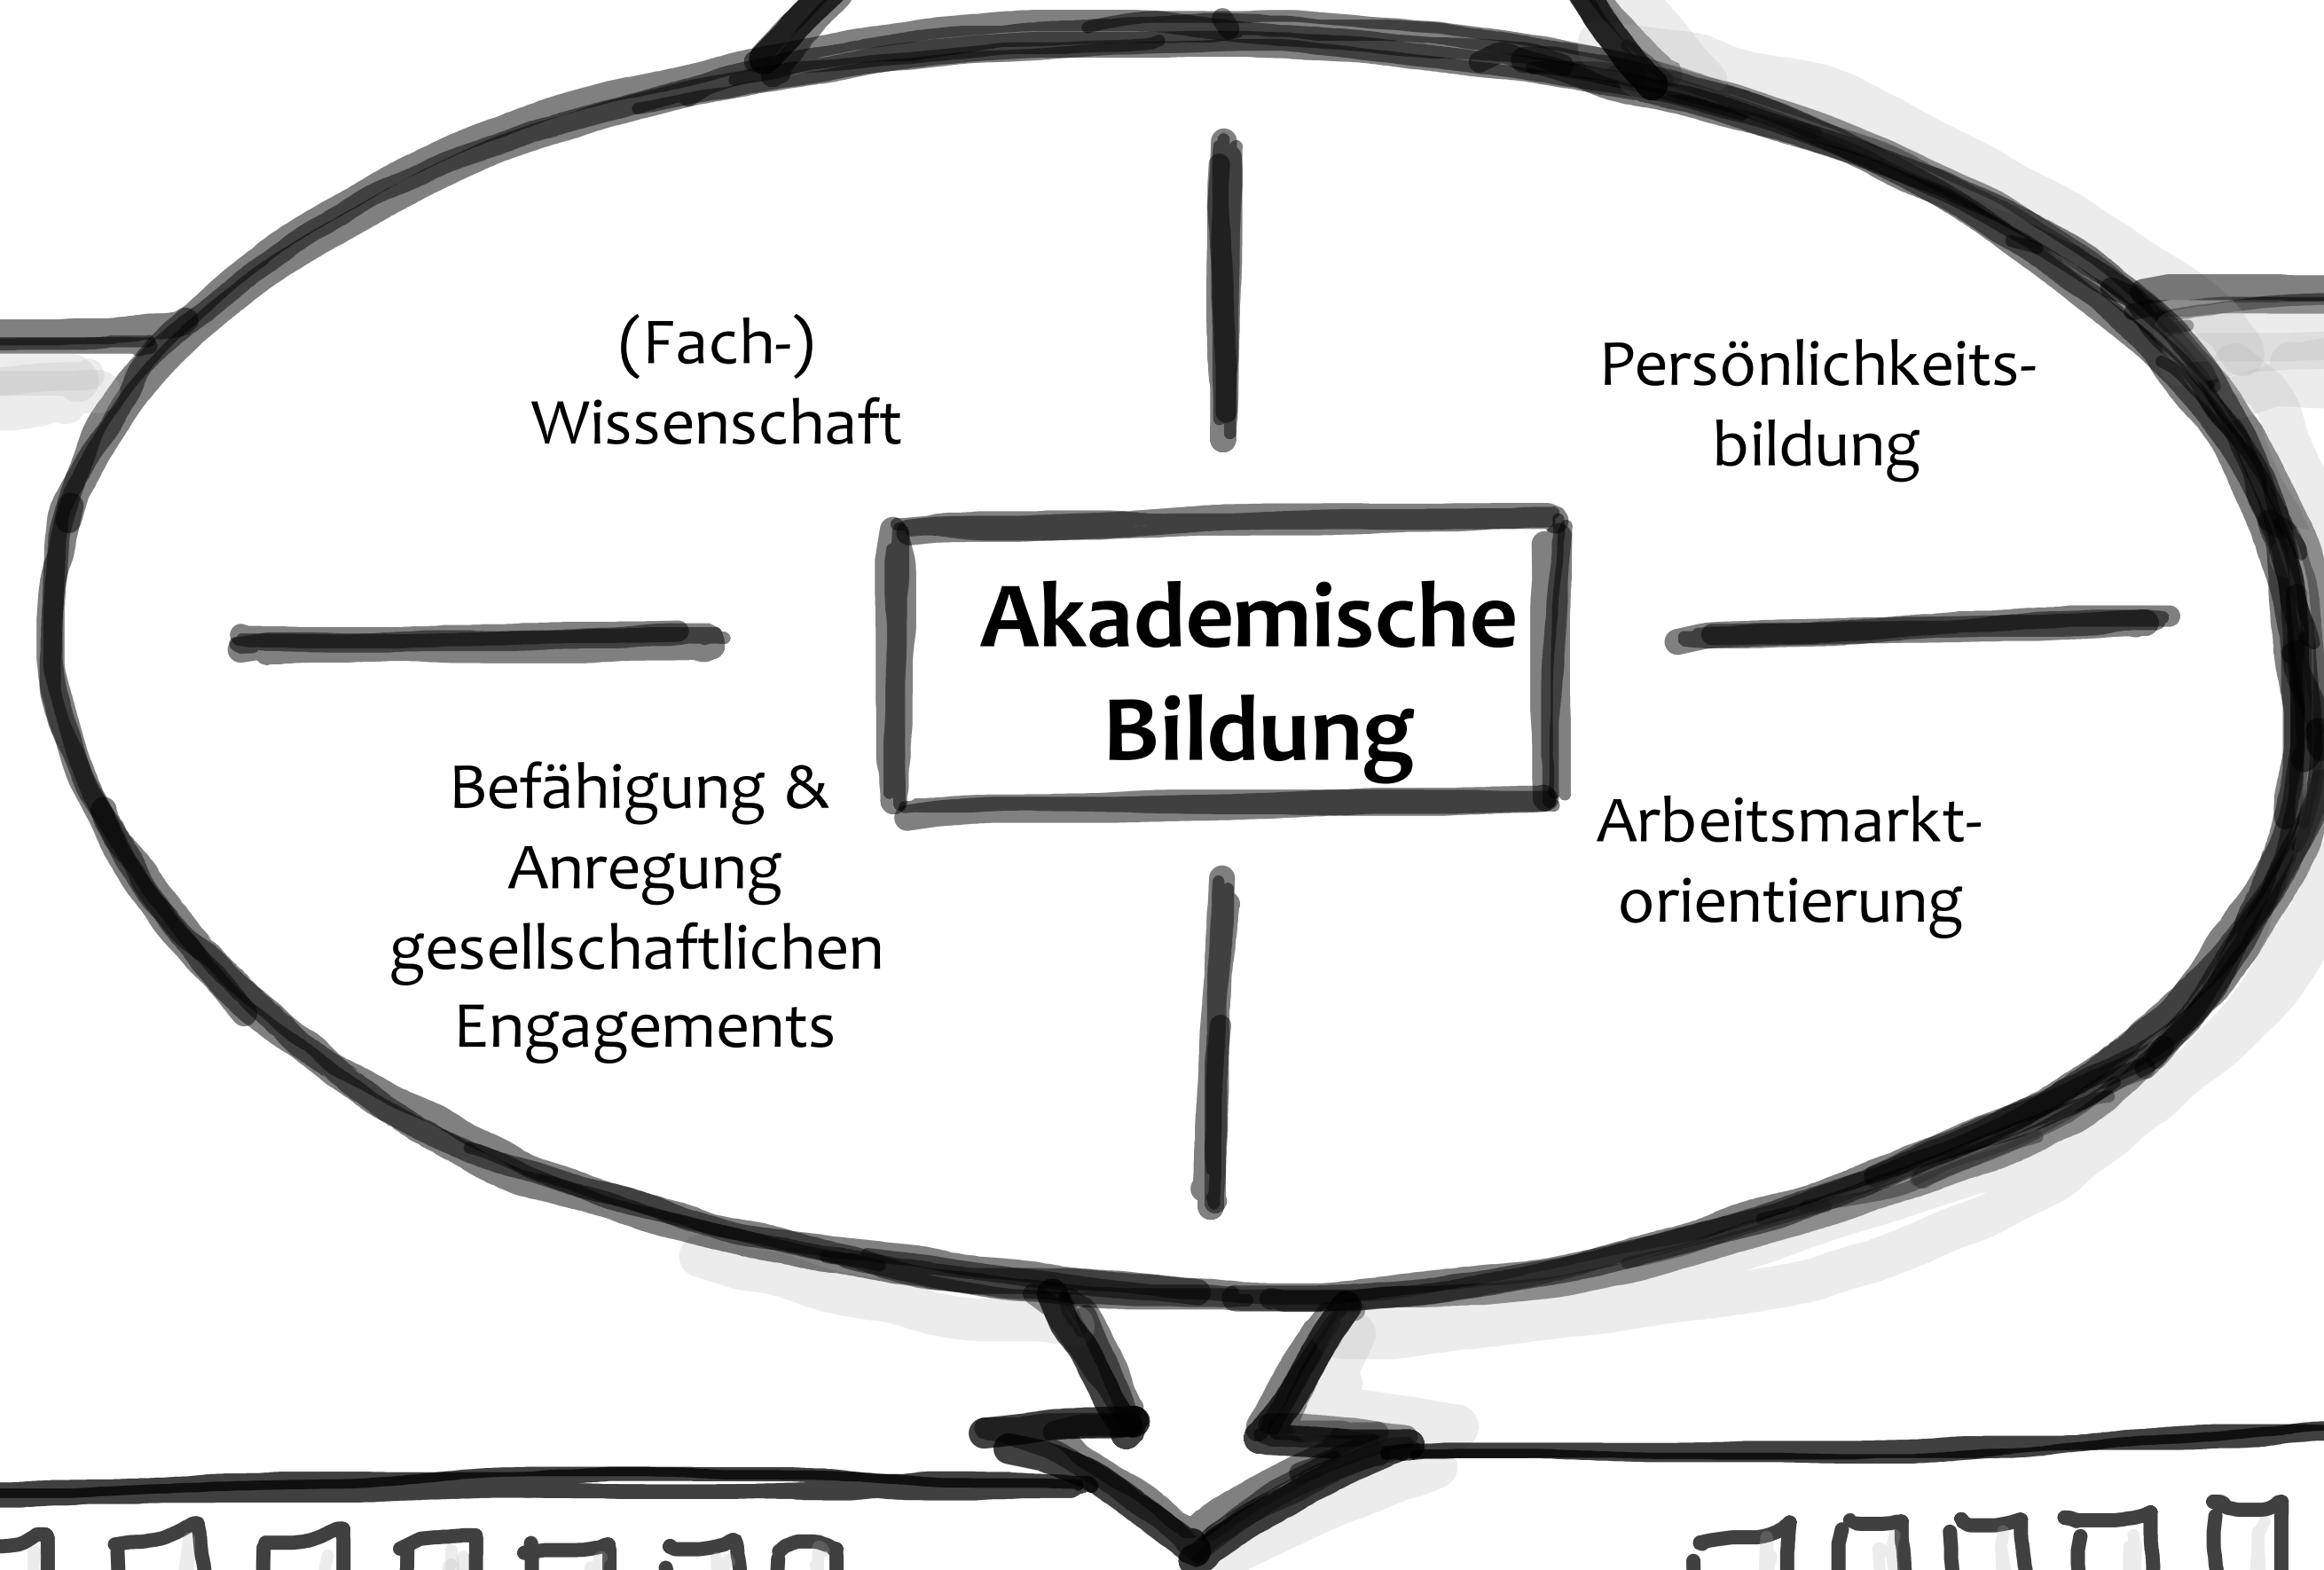 (Fach-)
Wissenschaft
Persönlichkeits-
bildung
Akademische
Bildung
Befähigung &
Anregung
gesellschaftlichen
Engagements
Arbeitsmarkt-
orientierung